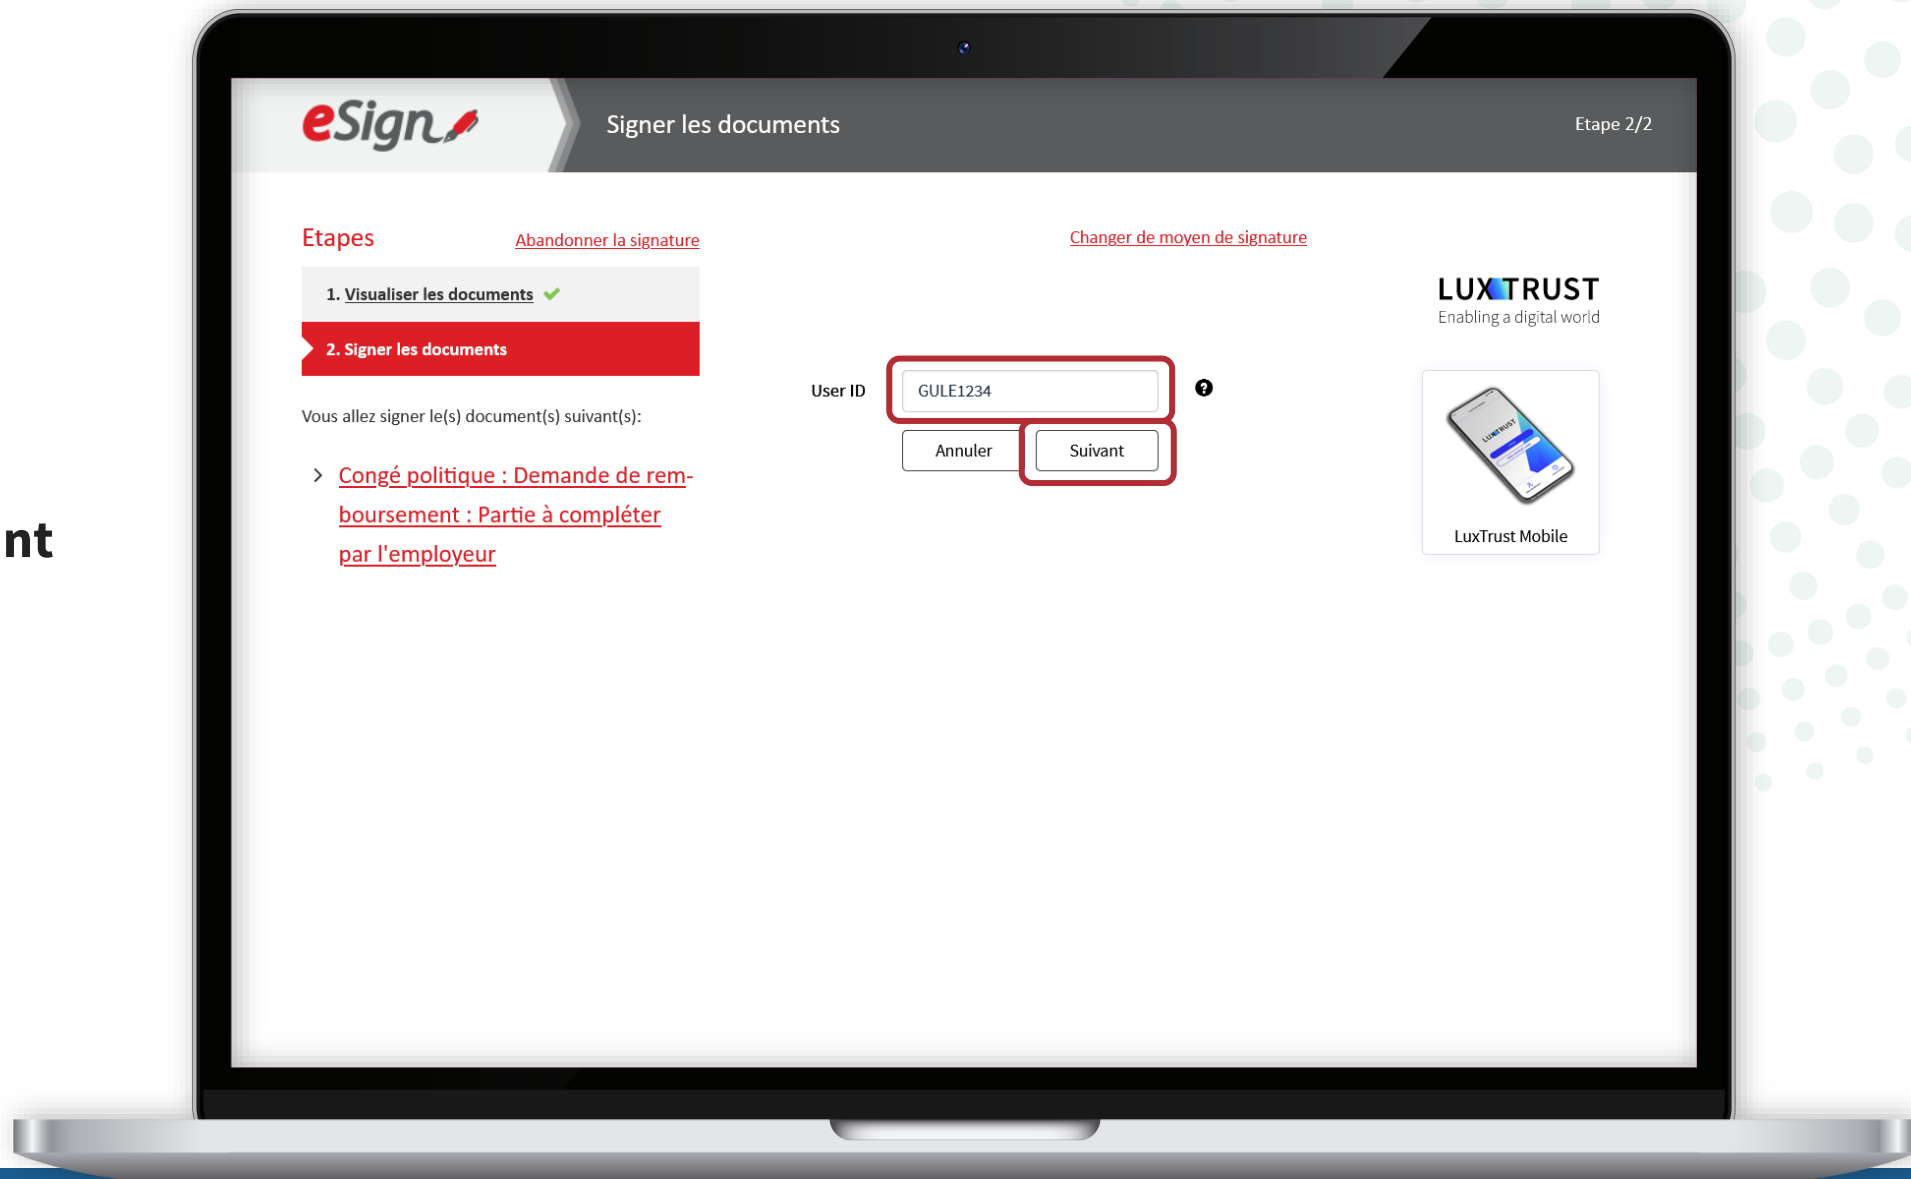 eSign
Signer les documents
Etape 2/2
Etapes
Abandonner la signature
Changer de moyen de signature
1. Visualiser les documents
2. Signer les documents
Vous allez signer le(s) document(s) suivant(s):
Congé politique : Demande de rem-
boursement : Partie à compléter
par l'employeur
User ID
GULE1234
?
Annuler
Suivant
LUXTRUST
Enabling a digital world
LUXTRUST
LuxTrust Mobile
nt